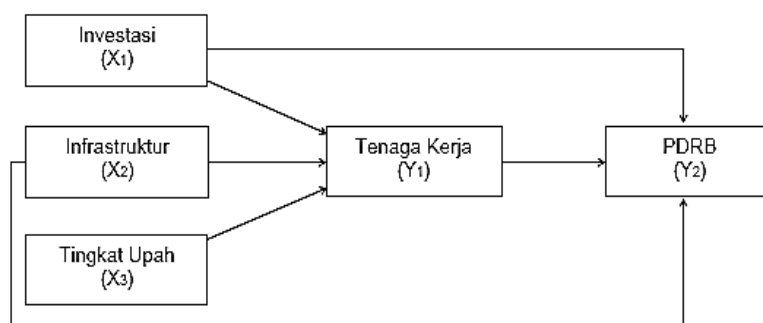 Investasi
(X1)
Infrastruktur
(X2)
Tenaga Kerja
(Y1)
PDRB
(Y2)
Tingkat Upah
(X3)